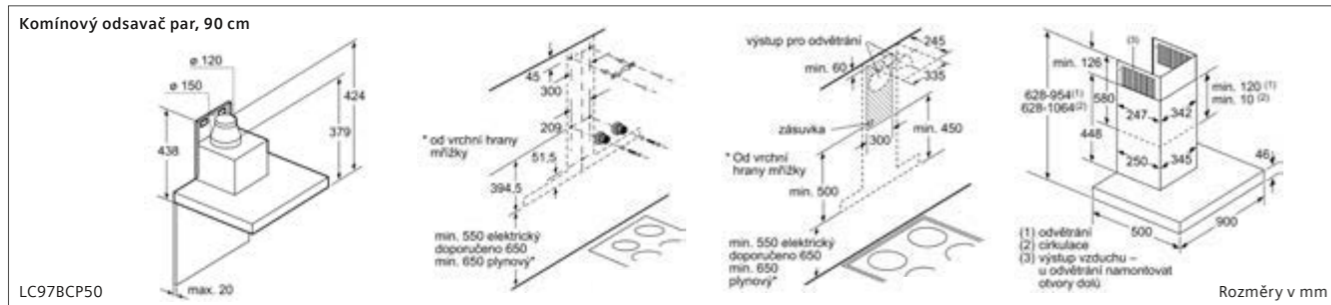 Komínový odsavač par, 90 cm
ø 120
ø 150
424
379
438
max. 20
LC97BCP50
45
300
209
* od vrchní hrany
mřížky
51,5
394,5
min. 550 elektrický
doporučeno 650
min. 650 plynový*
výstup pro odvětrání
245
min. 60
335
zásuvka
300
min. 450
* Od vrchní
hrany mřížky
min. 500
min. 550 elektrický
doporučeno 650
min. 650
plynový*
(3)
min. 126
628-954(1)
628-1064(2)
580
min. 120 (1)
min. 10 (2)
247
342
448
250
345
46
500
900
(1) odvětrání
(2) cirkulace
(3) výstup vzduchu –
u odvětrání namontovat
otvory dolů
Rozměry v mm